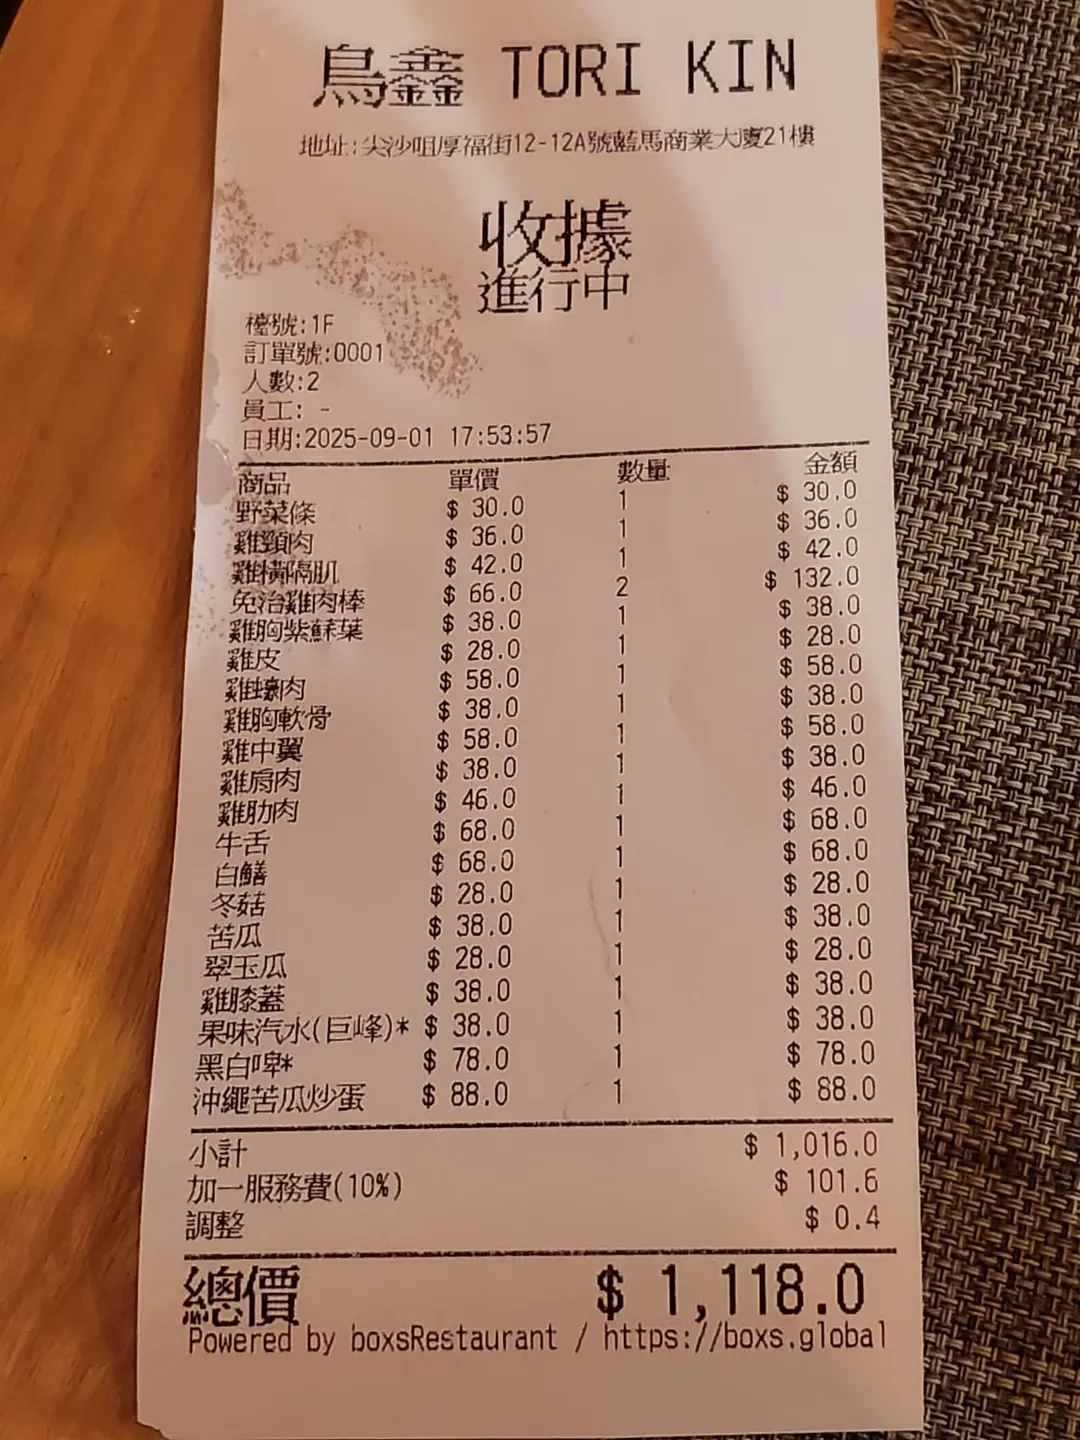 鳥鑫 TORI KIN
地址:尖沙咀厚福街12-12A號藍馬商業大廈21樓
收據
進行中
檯號:1F
訂單號:0001
人數:2
員工: -
日期:2025-09-01 17:53:57
商品 單價 數量 金額
野菜條 $ 30.0 1 $ 30.0
雞頸肉 $ 36.0 1 $ 36.0
雞橫隔肌 $ 42.0 1 $ 42.0
免治雞肉棒 $ 66.0 2 $ 132.0
雞胸紫蘇葉 $ 38.0 1 $ 38.0
雞皮 $ 28.0 1 $ 28.0
雞蠔肉 $ 58.0 1 $ 58.0
雞胸軟骨 $ 38.0 1 $ 38.0
雞中翼 $ 58.0 1 $ 58.0
雞肩肉 $ 38.0 1 $ 38.0
雞肋肉 $ 46.0 1 $ 46.0
牛舌 $ 68.0 1 $ 68.0
白鱔 $ 68.0 1 $ 68.0
冬菇 $ 28.0 1 $ 28.0
苦瓜 $ 38.0 1 $ 38.0
翠玉瓜 $ 28.0 1 $ 28.0
雞膝蓋 $ 38.0 1 $ 38.0
果味汽水(巨峰)* $ 38.0 1 $ 38.0
黑白啤* $ 78.0 1 $ 78.0
沖繩苦瓜炒蛋 $ 88.0 1 $ 88.0
小計 $ 1,016.0
加一服務費(10%) $ 101.6
調整 $ 0.4
總價 $ 1,118.0
Powered by boxsRestaurant / https://boxs.global